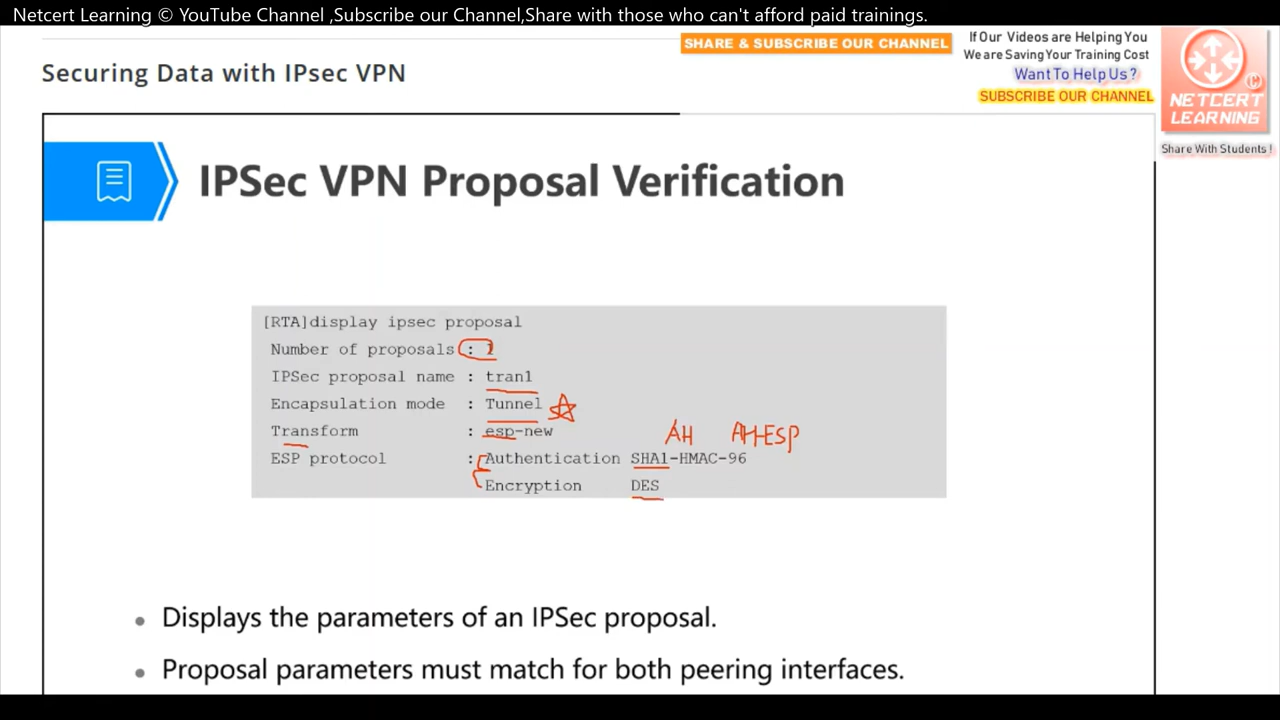 Netcert Learning © YouTube Channel ,Subscribe our Channel,Share with those who can't afford paid trainings.
SHARE & SUBSCRIBE OUR CHANNEL
If Our Videos are Helping You
We are Saving Your Training Cost
Want To Help Us ?
SUBSCRIBE OUR CHANNEL
©
NETCERT
LEARNING
Share With Students !
Securing Data with IPsec VPN
IPSec VPN Proposal Verification
[RTA]display ipsec proposal
Number of proposals : 1
IPSec proposal name : tran1
Encapsulation mode : Tunnel
Transform : esp-new
AH AH-ESP
ESP protocol : Authentication SHA1-HMAC-96
Encryption DES
• Displays the parameters of an IPSec proposal.
• Proposal parameters must match for both peering interfaces.